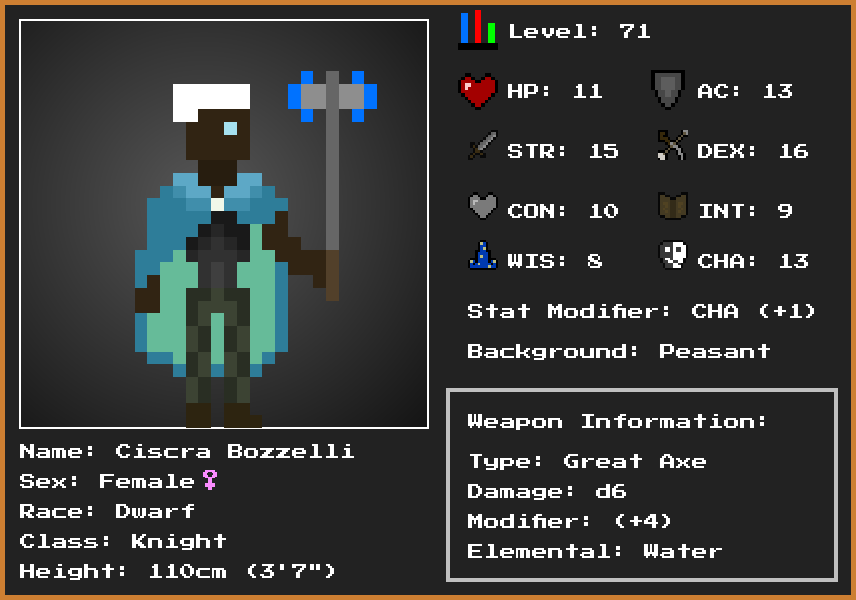 Level: 71
HP: 11 AC: 13
STR: 15 DEX: 16
CON: 10 INT: 9
WIS: 8 CHA: 13
Stat Modifier: CHA (+1)
Background: Peasant
Weapon Information:
Type: Great Axe
Damage: d6
Modifier: (+4)
Elemental: Water
Name: Ciscra Bozzelli
Sex: Female♀
Race: Dwarf
Class: Knight
Height: 110cm (3'7")